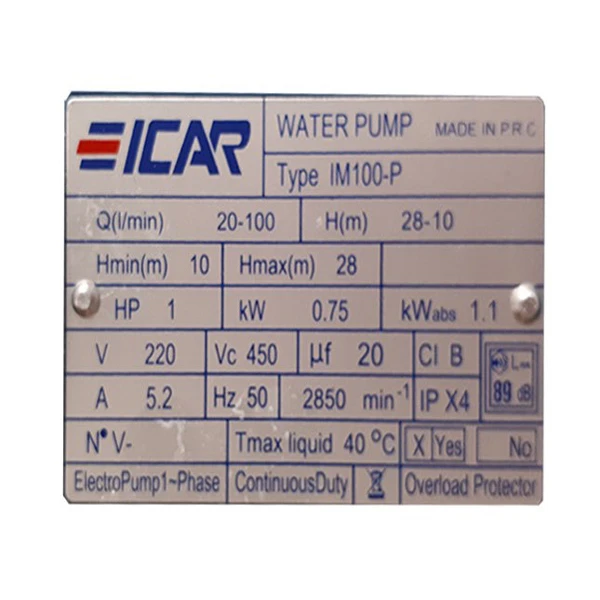 ICAR
WATER PUMP MADE IN P R C
Type IM100-P
Q(l/min) 20-100 H(m) 28-10
Hmin(m) 10 Hmax(m) 28
HP 1 kW 0.75 kWabs 1.1
V 220 Vc 450 µf 20 Cl B
A 5.2 Hz 50 2850 min-1 IP X4 89 dB
N° V- Tmax liquid 40 °C X Yes No
ElectroPump1~Phase ContinuousDuty Overload Protector